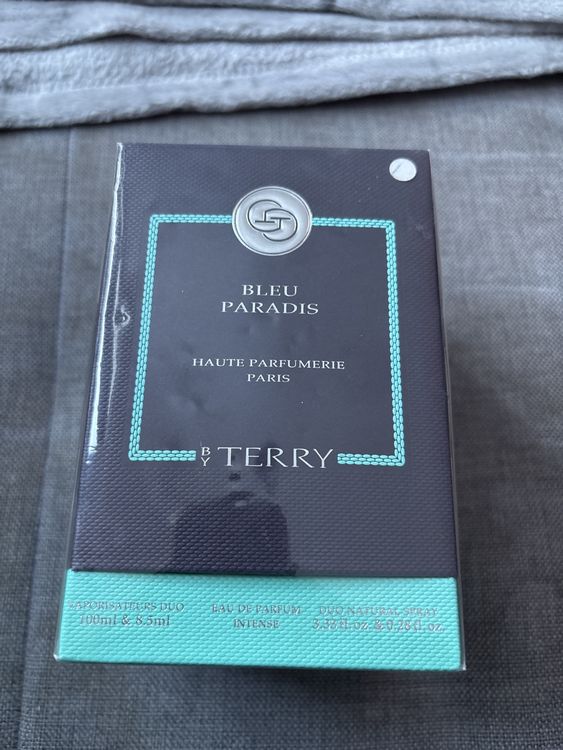 BLEU
PARADIS
HAUTE PARFUMERIE
PARIS
BY TERRY
VAPORISATEURS DUO
100ml & 8.5ml
EAU DE PARFUM
INTENSE
DUO NATURAL SPRAY
3.38 fl. oz. & 0.28 fl. oz.